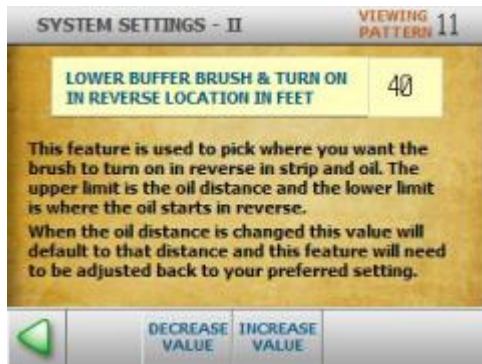 SYSTEM SETTINGS - II
VIEWING
PATTERN 11
LOWER BUFFER BRUSH & TURN ON
IN REVERSE LOCATION IN FEET
40
This feature is used to pick where you want the
brush to turn on in reverse in strip and oil. The
upper limit is the oil distance and the lower limit
is where the oil starts in reverse.
When the oil distance is changed this value will
default to that distance and this feature will need
to be adjusted back to your preferred setting.
DECREASE
VALUE
INCREASE
VALUE